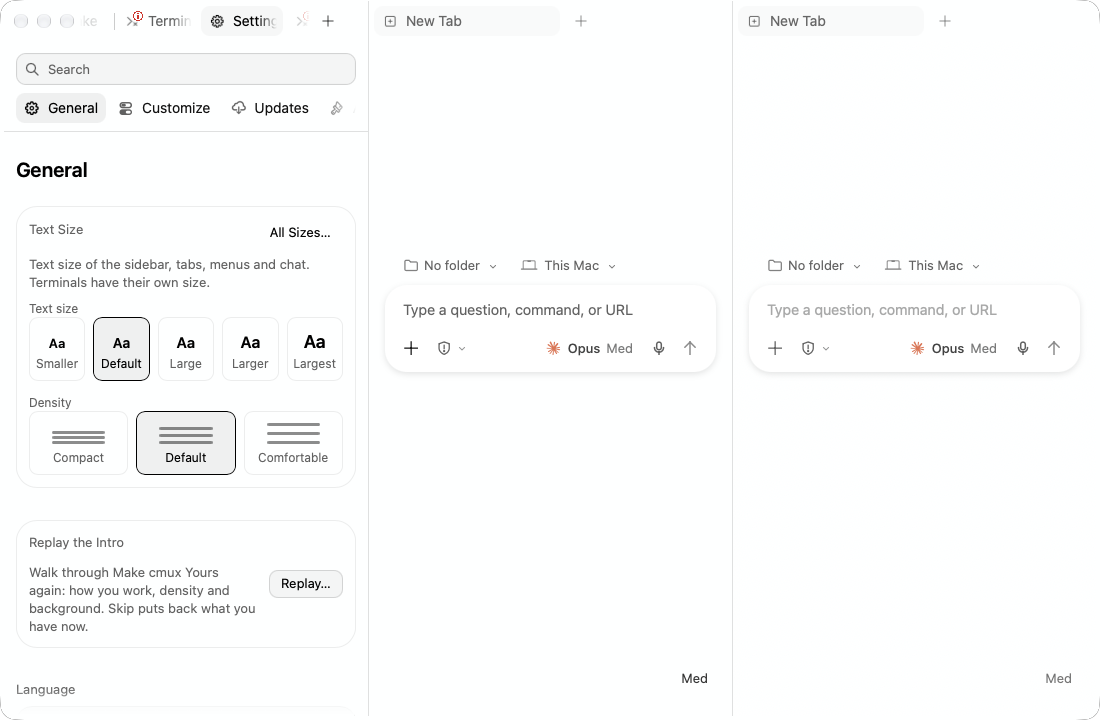 ke
Termin
Setting
New Tab
New Tab
Search
General
Customize
Updates
General
Text Size
All Sizes...
Text size of the sidebar, tabs, menus and chat.
Terminals have their own size.
Text size
Aa
Aa
Aa
Aa
Aa
Smaller
Default
Large
Larger
Largest
Density
Compact
Default
Comfortable
Replay the Intro
Walk through Make cmux Yours
again: how you work, density and
background. Skip puts back what you
have now.
Replay...
Language
No folder
This Mac
Type a question, command, or URL
Opus Med
Med
No folder
This Mac
Type a question, command, or URL
Opus Med
Med